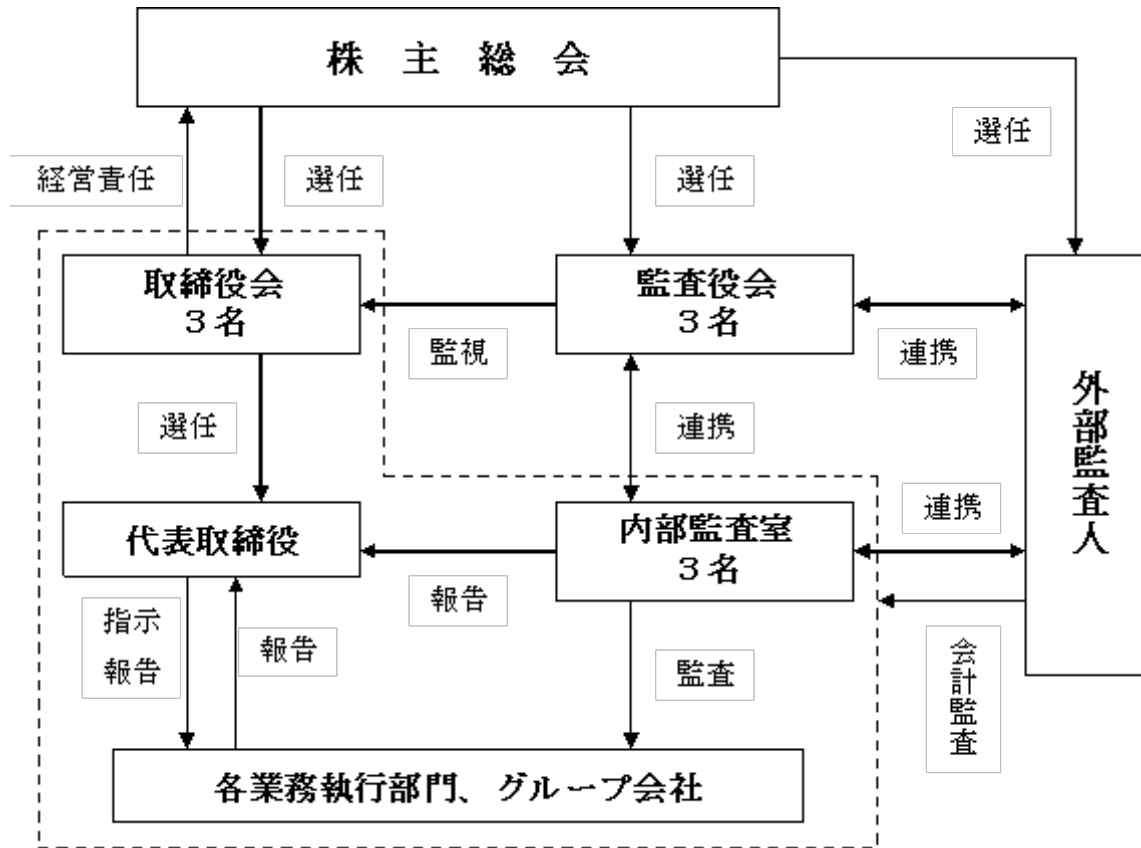 株　主　総　会
経営責任
選任
選任
選任
取締役会
３名
監査役会
３名
監視
連携
選任
連携
外部監査人
代表取締役
内部監査室
３名
連携
報告
指示
報告
報告
監査
会計監査
各業務執行部門、グループ会社